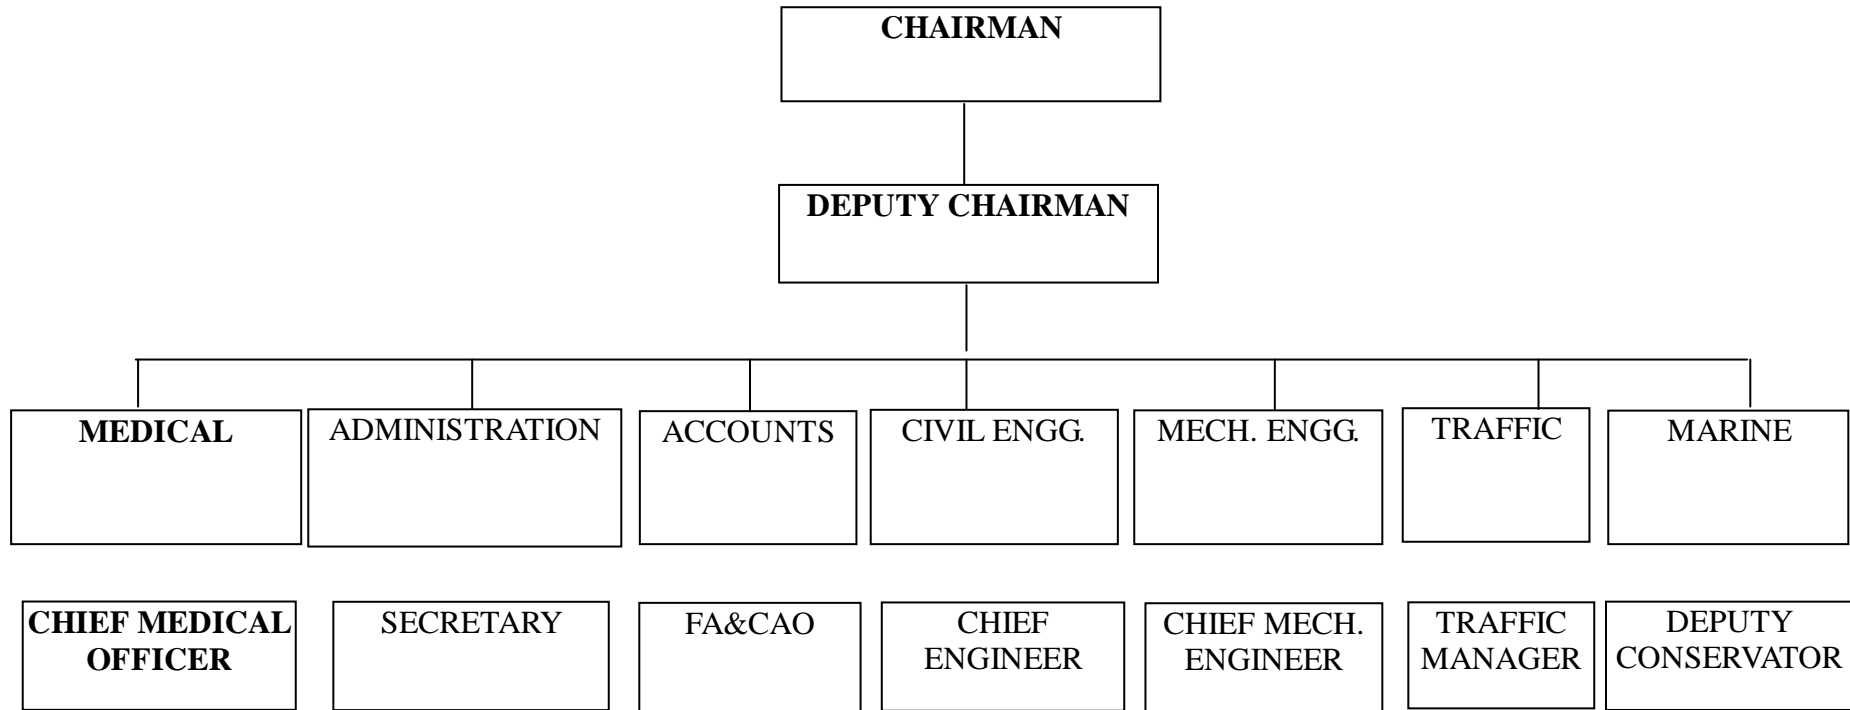 CHAIRMAN
DEPUTY CHAIRMAN
MEDICAL
ADMINISTRATION
ACCOUNTS
CIVIL ENGG.
MECH. ENGG.
TRAFFIC
MARINE
CHIEF MEDICAL
OFFICER
SECRETARY
FA&CAO
CHIEF
ENGINEER
CHIEF MECH.
ENGINEER
TRAFFIC
MANAGER
DEPUTY
CONSERVATOR